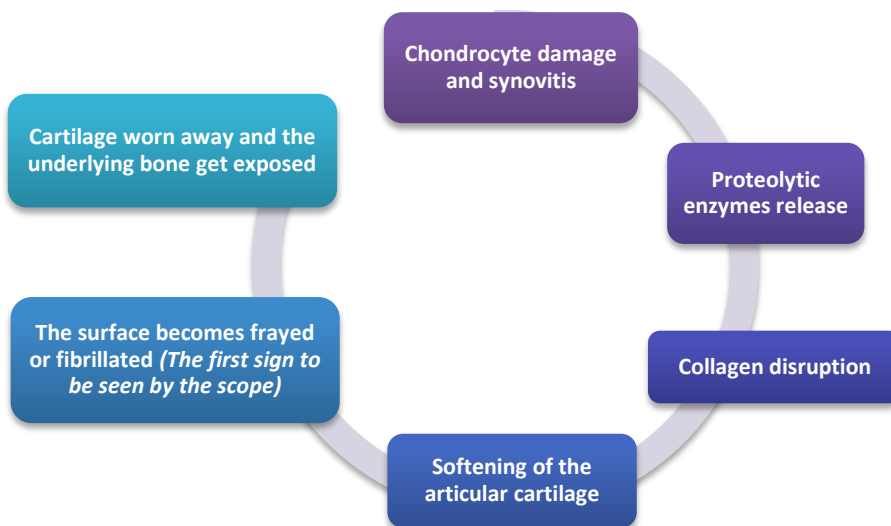 Chondrocyte damage
and synovitis
Proteolytic
enzymes release
Collagen disruption
Softening of the
articular cartilage
The surface becomes frayed
or fibrillated (The first sign to
be seen by the scope)
Cartilage worn away and the
underlying bone get exposed